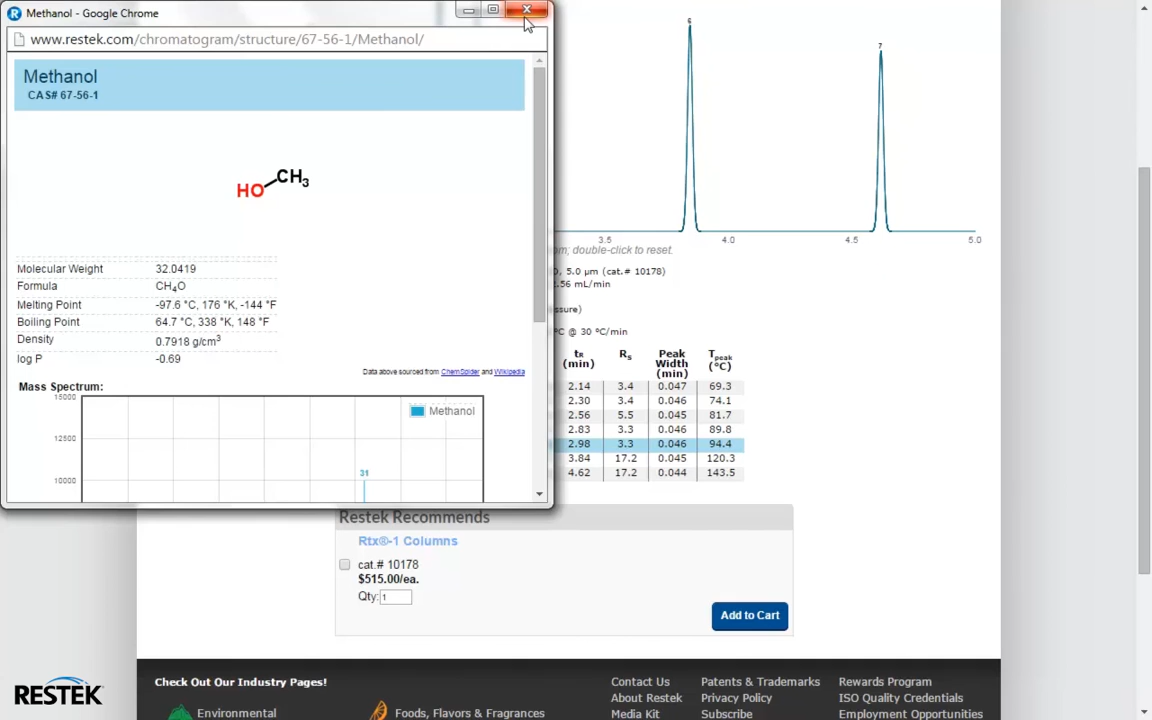 Methanol - Google Chrome
www.restek.com/chromatogram/structure/67-56-1/Methanol/
Methanol
CAS# 67-56-1
HO CH3
Molecular Weight 32.0419
Formula CH4O
Melting Point -97.6 °C, 176 °K, -144 °F
Boiling Point 64.7 °C, 338 °K, 148 °F
Density 0.7918 g/cm3
log P -0.69
Data above sourced from ChemSpider and Wikipedia
Mass Spectrum:
15000
12500
10000
Methanol
31
6
7
3.5 4.0 4.5 5.0
om; double-click to reset.
D, 5.0 µm (cat.# 10178)
2.56 mL/min
ssure)
°C @ 30 °C/min
tR (min) Rs Peak Width (min) Tpeak (°C)
2.14 3.4 0.047 69.3
2.30 3.4 0.046 74.1
2.56 5.5 0.045 81.7
2.83 3.3 0.046 89.8
2.98 3.3 0.046 94.4
3.84 17.2 0.045 120.3
4.62 17.2 0.044 143.5
Restek Recommends
Rtx®-1 Columns
cat.# 10178
$515.00/ea.
Qty: 1
Add to Cart
Check Out Our Industry Pages!
Environmental
Foods, Flavors & Fragrances
Contact Us
About Restek
Media Kit
Patents & Trademarks
Privacy Policy
Subscribe
Rewards Program
ISO Quality Credentials
Employment Opportunities
RESTEK